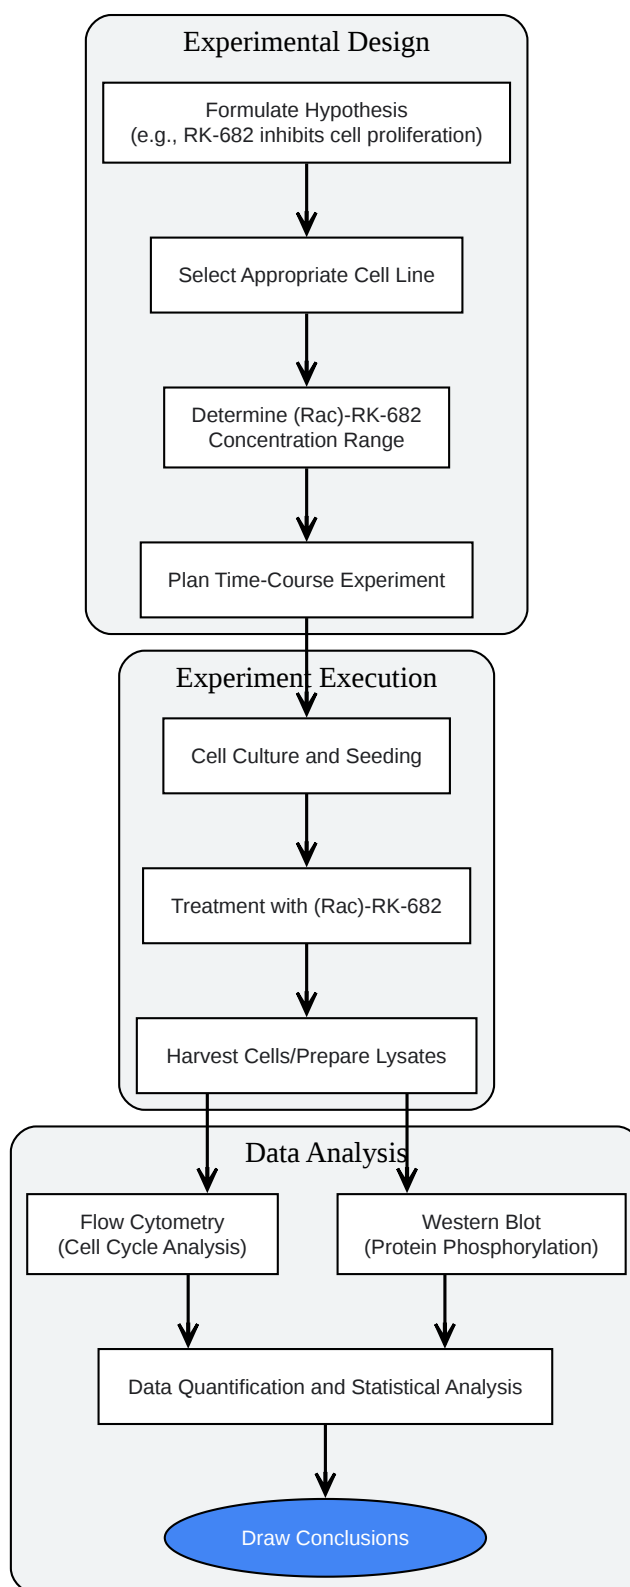 Experimental Design
Formulate Hypothesis
(e.g., RK-682 inhibits cell proliferation)
Select Appropriate Cell Line
Determine (Rac)-RK-682
Concentration Range
Plan Time-Course Experiment
Experiment Execution
Cell Culture and Seeding
Treatment with (Rac)-RK-682
Harvest Cells/Prepare Lysates
Data Analysis
Flow Cytometry
(Cell Cycle Analysis)
Western Blot
(Protein Phosphorylation)
Data Quantification and Statistical Analysis
Draw Conclusions